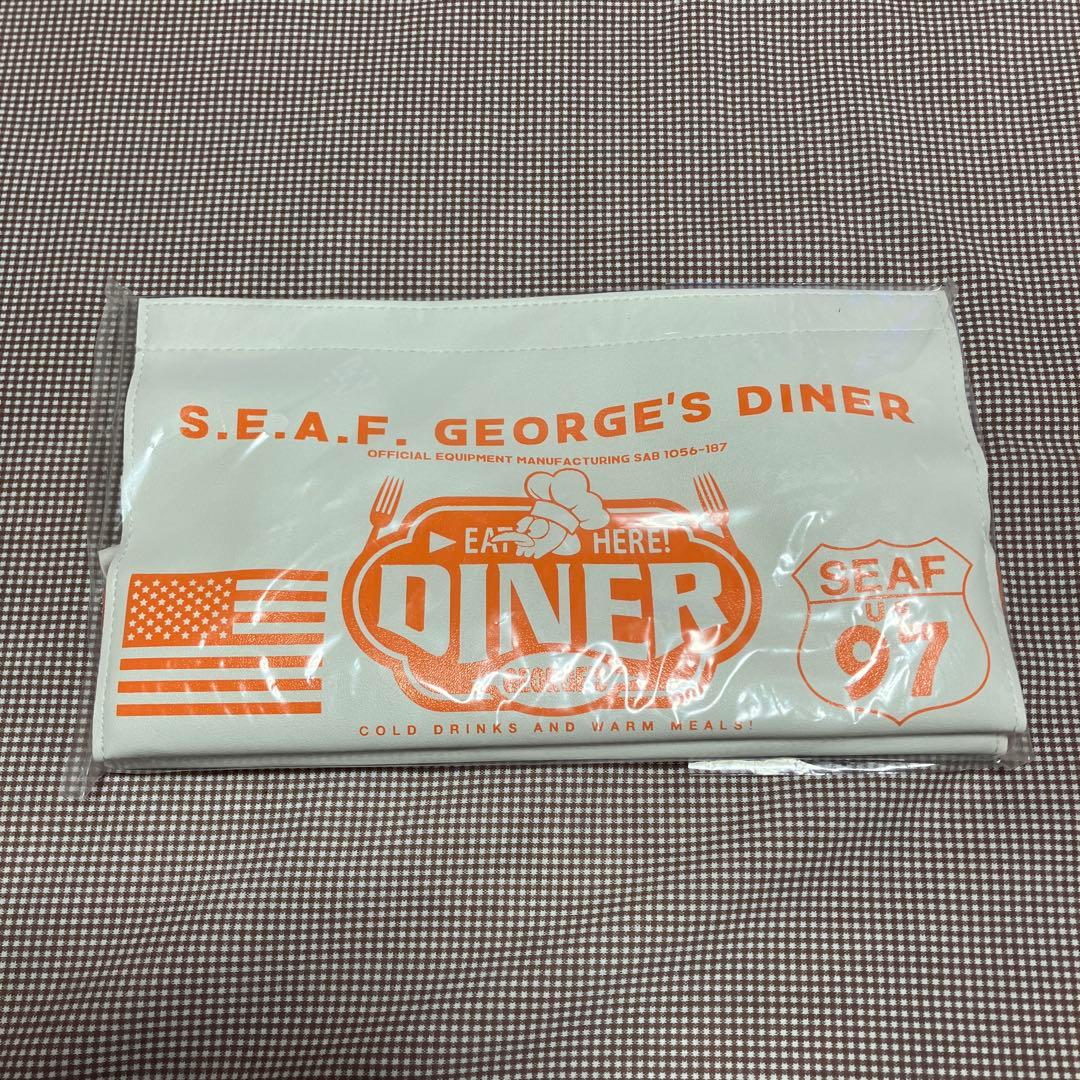 S.E.A.F. GEORGE'S DINER
OFFICIAL EQUIPMENT MANUFACTURING SAB 1056-187
EAT HERE!
DINER
COLD DRINKS AND WARM MEALS!
SEAF
97